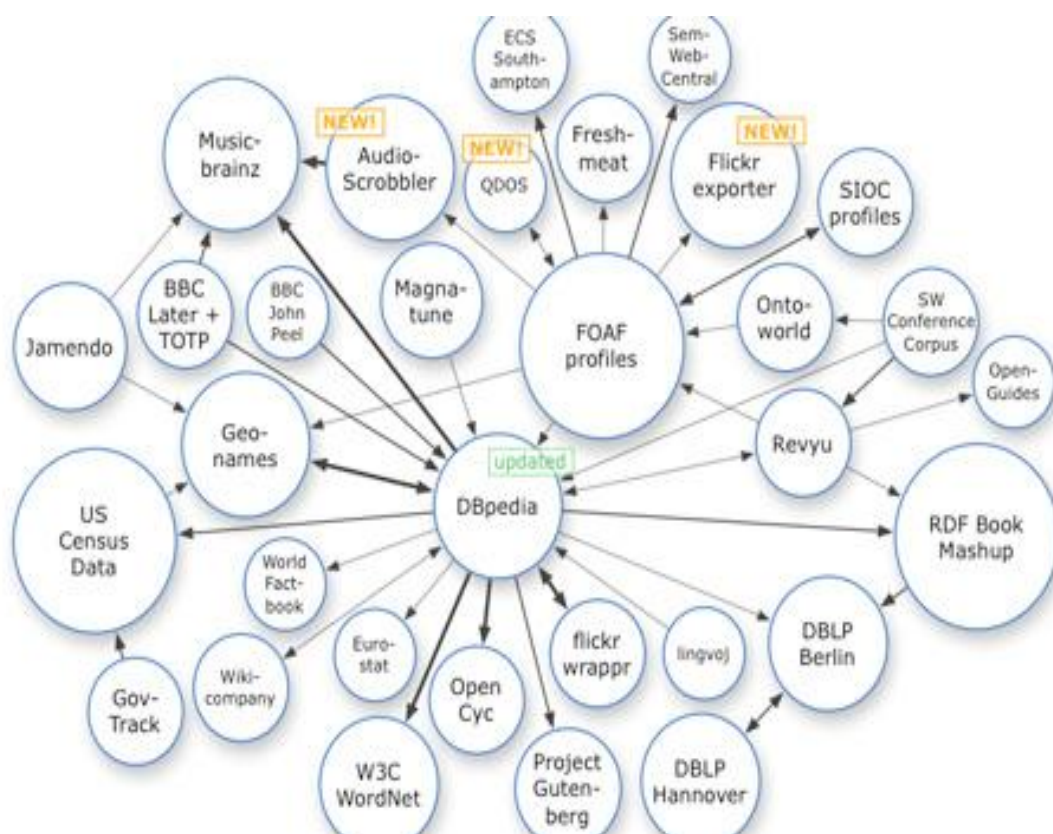 ECS
South-
ampton
Sem-
Web-
Central
NEW!
Music-
brainz
Audio-
Scrobbler
NEW!
QDOS
Fresh-
meat
NEW!
Flickr
exporter
SIOC
profiles
Jamendo
BBC
Later +
TOTP
BBC
John
Peel
Magna-
tune
FOAF
profiles
Onto-
world
SW
Conference
Corpus
Open-
Guides
Geo-
names
Revyu
updated
DBpedia
US
Census
Data
RDF Book
Mashup
World
Fact-
book
Euro-
stat
flickr
wrappr
lingvoj
DBLP
Berlin
Wiki-
company
Open
Cyc
Gov-
Track
W3C
WordNet
Project
Guten-
berg
DBLP
Hannover